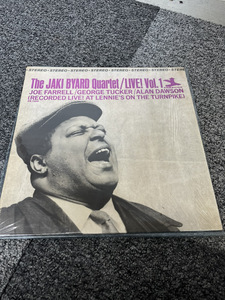 STEREO•STEREO•STEREO•STEREO•STEREO•STEREO•STEREO•STEREO
The JAKI BYARD Quartet/LIVE! Vol.1
JOE FARRELL/GEORGE TUCKER/ALAN DAWSON
(RECORDED LIVE! AT LENNIE'S ON THE TURNPIKE)